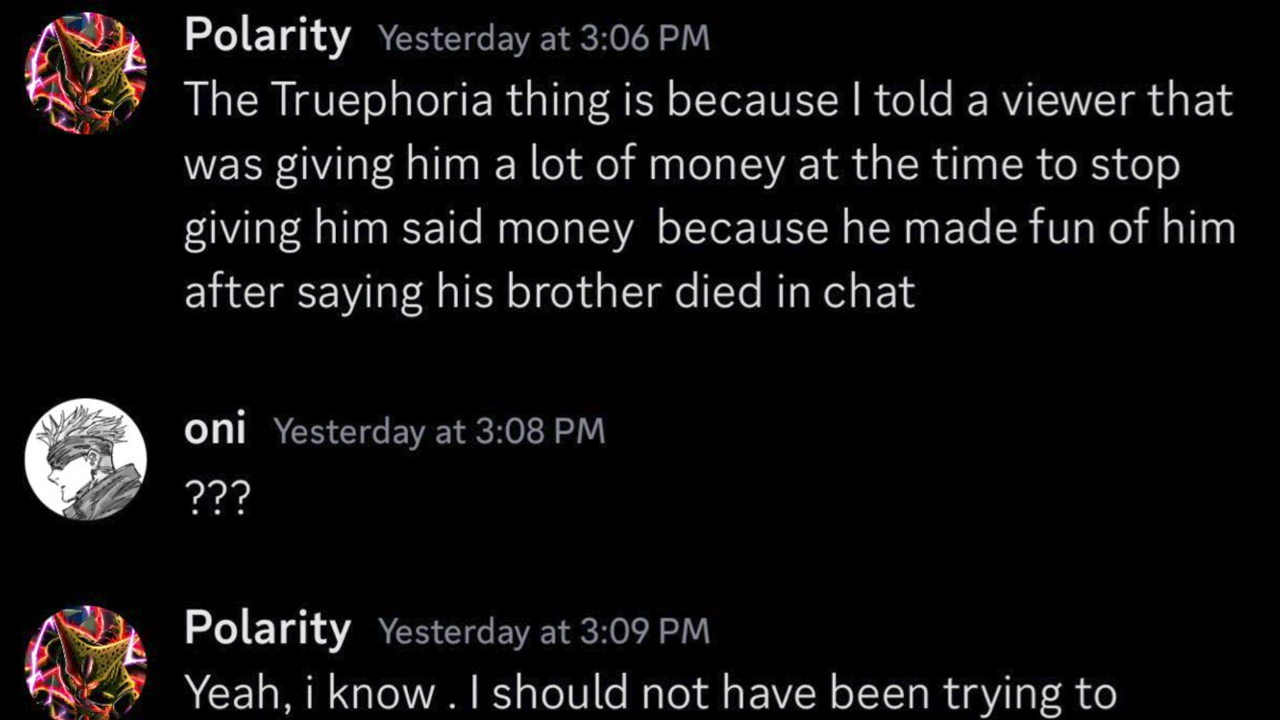 Polarity Yesterday at 3:06 PM
The Truephoria thing is because I told a viewer that
was giving him a lot of money at the time to stop
giving him said money  because he made fun of him
after saying his brother died in chat
oni Yesterday at 3:08 PM
???
Polarity Yesterday at 3:09 PM
Yeah, i know . I should not have been trying to